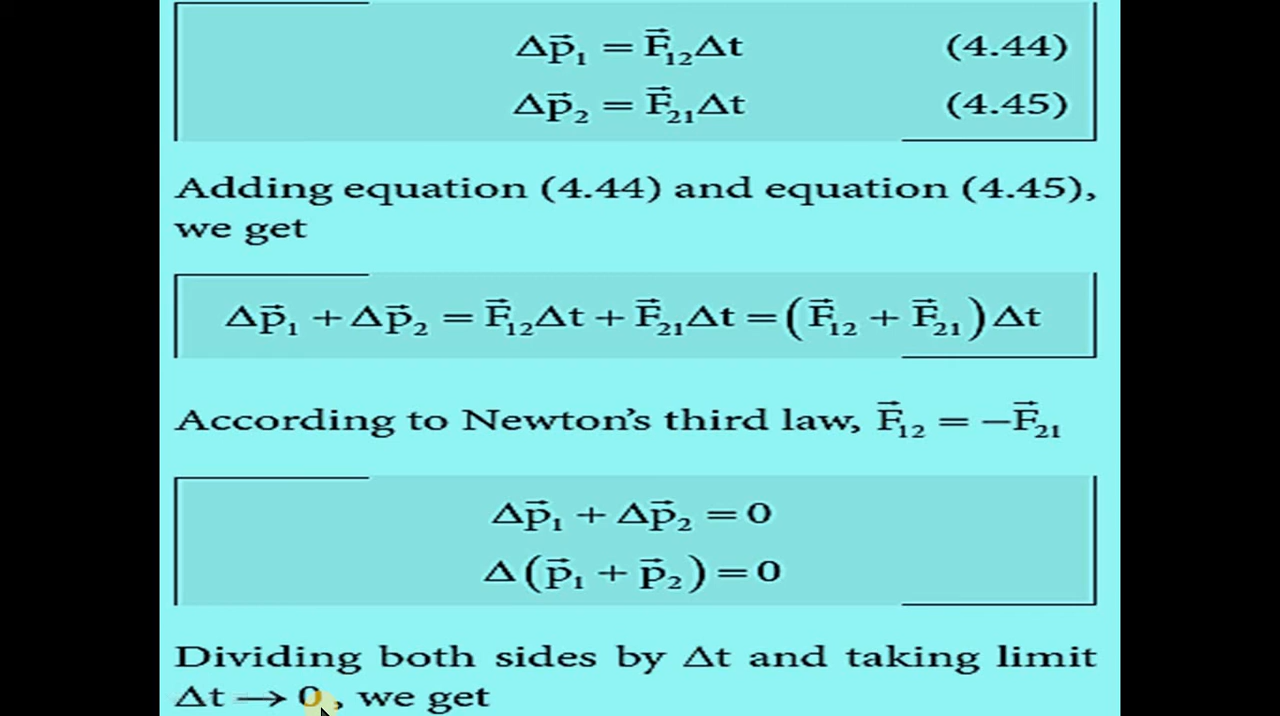 Δp⃗₁ = F⃗₁₂Δt (4.44)
Δp⃗₂ = F⃗₂₁Δt (4.45)
Adding equation (4.44) and equation (4.45),
we get
Δp⃗₁ + Δp⃗₂ = F⃗₁₂Δt + F⃗₂₁Δt = (F⃗₁₂ + F⃗₂₁)Δt
According to Newton’s third law, F⃗₁₂ = −F⃗₂₁
Δp⃗₁ + Δp⃗₂ = 0
Δ(p⃗₁ + p⃗₂) = 0
Dividing both sides by Δt and taking limit
Δt → 0, we get